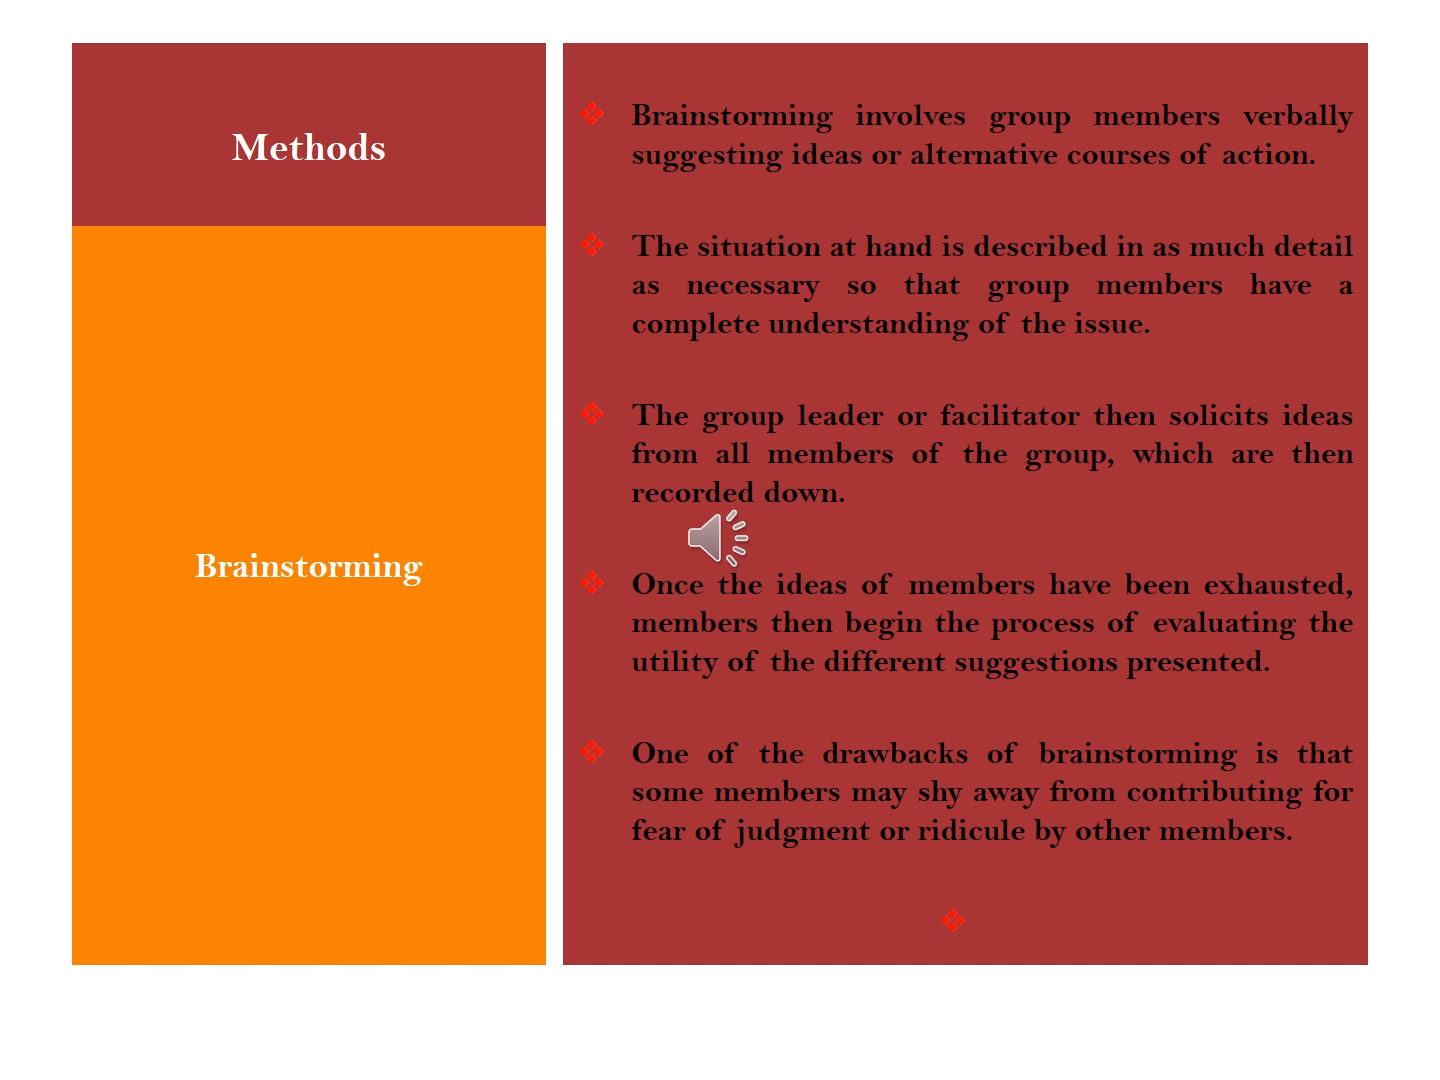 Methods
Brainstorming
Brainstorming involves group members verbally
suggesting ideas or alternative courses of action.
The situation at hand is described in as much detail
as necessary so that group members have a
complete understanding of the issue.
The group leader or facilitator then solicits ideas
from all members of the group, which are then
recorded down.
Once the ideas of members have been exhausted,
members then begin the process of evaluating the
utility of the different suggestions presented.
One of the drawbacks of brainstorming is that
some members may shy away from contributing for
fear of judgment or ridicule by other members.